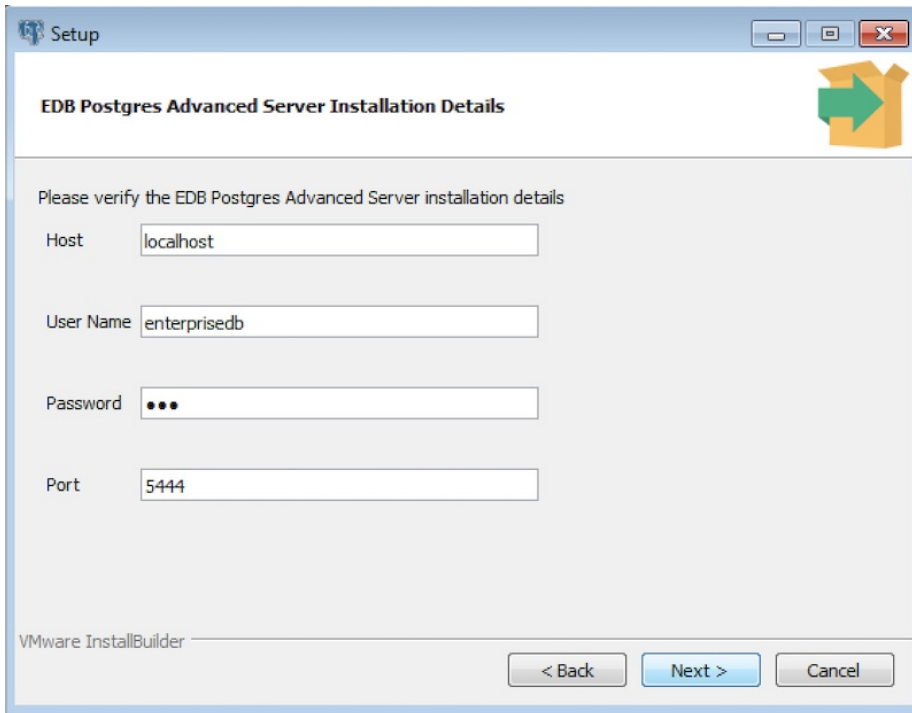 Setup
EDB Postgres Advanced Server Installation Details
Please verify the EDB Postgres Advanced Server installation details
Host localhost
User Name enterprisedb
Password •••
Port 5444
VMware InstallBuilder
< Back Next > Cancel